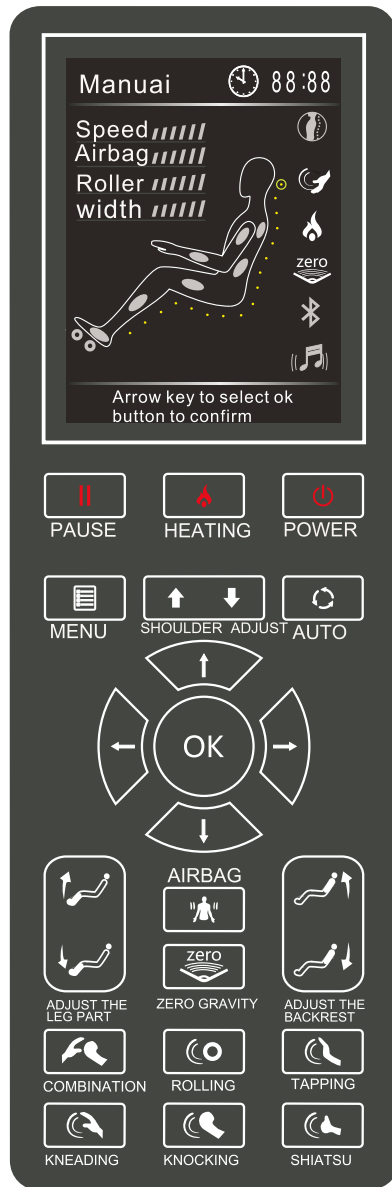 Manuai 88:88
Speed
Airbag
Roller
width
zero
Arrow key to select ok
button to confirm
PAUSE HEATING POWER
MENU SHOULDER ADJUST AUTO
OK
AIRBAG
zero
ADJUST THE
LEG PART
ZERO GRAVITY
ADJUST THE
BACKREST
COMBINATION ROLLING TAPPING
KNEADING KNOCKING SHIATSU